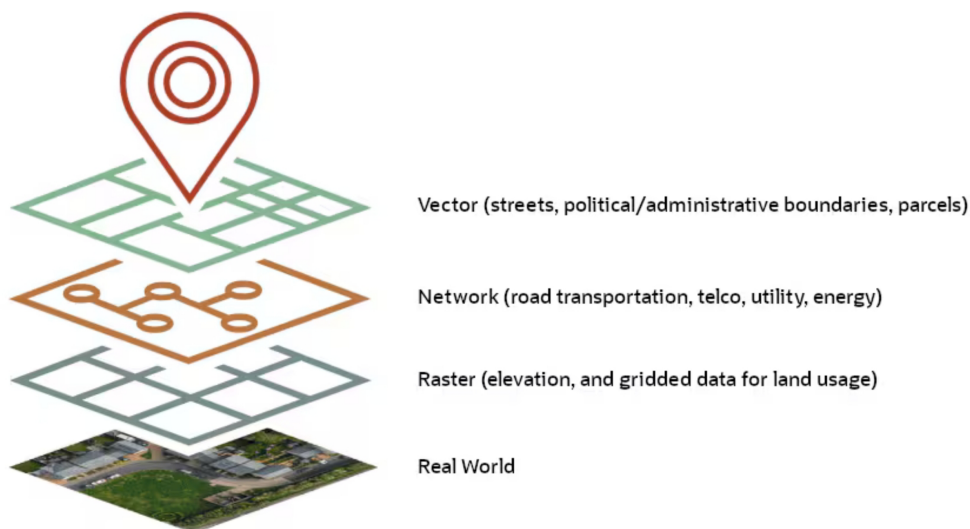 Vector (streets, political/administrative boundaries, parcels)
Network (road transportation, telco, utility, energy)
Raster (elevation, and gridded data for land usage)
Real World